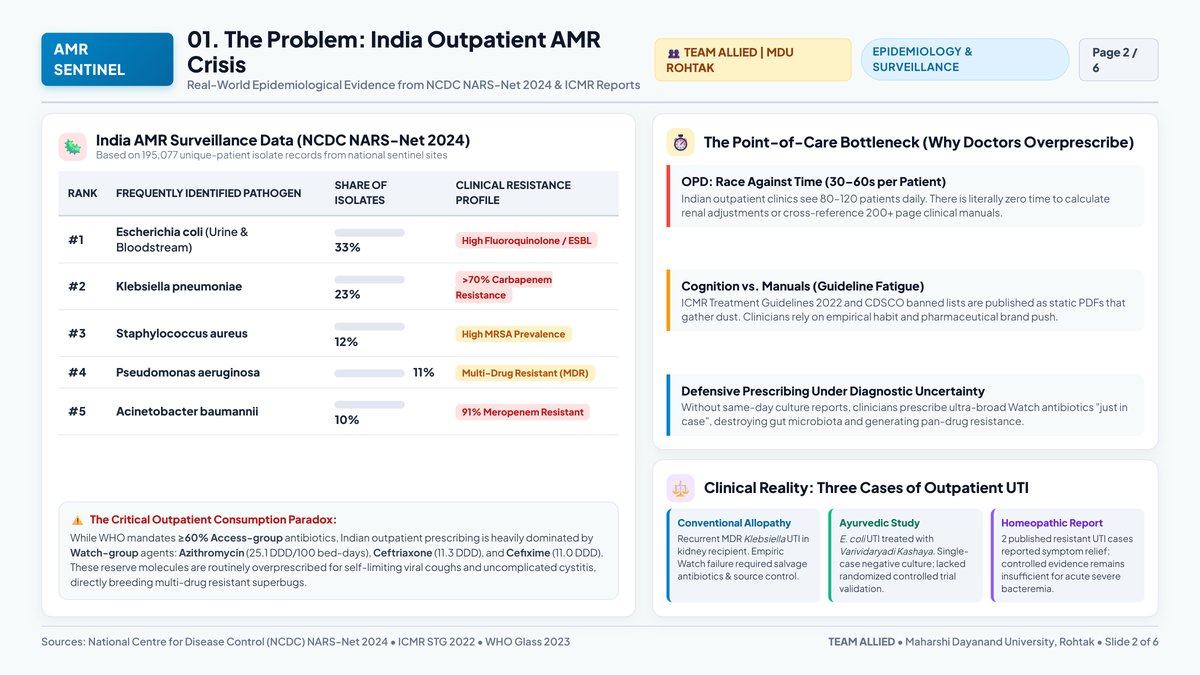 AMR
SENTINEL
01. The Problem: India Outpatient AMR
Crisis
Real-World Epidemiological Evidence from NCDC NARS-Net 2024 & ICMR Reports
TEAM ALLIED | MDU
ROHTAK
EPIDEMIOLOGY &
SURVEILLANCE
Page 2 /
6
India AMR Surveillance Data (NCDC NARS-Net 2024)
Based on 195,077 unique-patient isolate records from national sentinel sites
RANK FREQUENTLY IDENTIFIED PATHOGEN SHARE OF ISOLATES CLINICAL RESISTANCE PROFILE
#1 Escherichia coli (Urine & Bloodstream) 33% High Fluoroquinolone / ESBL
#2 Klebsiella pneumoniae 23% >70% Carbapenem Resistance
#3 Staphylococcus aureus 12% High MRSA Prevalence
#4 Pseudomonas aeruginosa 11% Multi-Drug Resistant (MDR)
#5 Acinetobacter baumannii 10% 91% Meropenem Resistant
The Critical Outpatient Consumption Paradox:
While WHO mandates ≥60% Access-group antibiotics, Indian outpatient prescribing is heavily dominated by
Watch-group agents: Azithromycin (25.1 DDD/100 bed-days), Ceftriaxone (11.3 DDD), and Cefixime (11.0 DDD).
These reserve molecules are routinely overprescribed for self-limiting viral coughs and uncomplicated cystitis,
directly breeding multi-drug resistant superbugs.
The Point-of-Care Bottleneck (Why Doctors Overprescribe)
OPD: Race Against Time (30-60s per Patient)
Indian outpatient clinics see 80-120 patients daily. There is literally zero time to calculate
renal adjustments or cross-reference 200+ page clinical manuals.
Cognition vs. Manuals (Guideline Fatigue)
ICMR Treatment Guidelines 2022 and CDSCO banned lists are published as static PDFs that
gather dust. Clinicians rely on empirical habit and pharmaceutical brand push.
Defensive Prescribing Under Diagnostic Uncertainty
Without same-day culture reports, clinicians prescribe ultra-broad Watch antibiotics "just in
case", destroying gut microbiota and generating pan-drug resistance.
Clinical Reality: Three Cases of Outpatient UTI
Conventional Allopathy
Recurrent MDR Klebsiella UTI in
kidney recipient. Empiric
Watch failure required salvage
antibiotics & source control.
Ayurvedic Study
E. coli UTI treated with
Varividaryadi Kashaya. Single-
case negative culture; lacked
randomized controlled trial
validation.
Homeopathic Report
2 published resistant UTI cases
reported symptom relief;
controlled evidence remains
insufficient for acute severe
bacteremia.
Sources: National Centre for Disease Control (NCDC) NARS-Net 2024 • ICMR STG 2022 • WHO Glass 2023
TEAM ALLIED • Maharshi Dayanand University, Rohtak • Slide 2 of 6